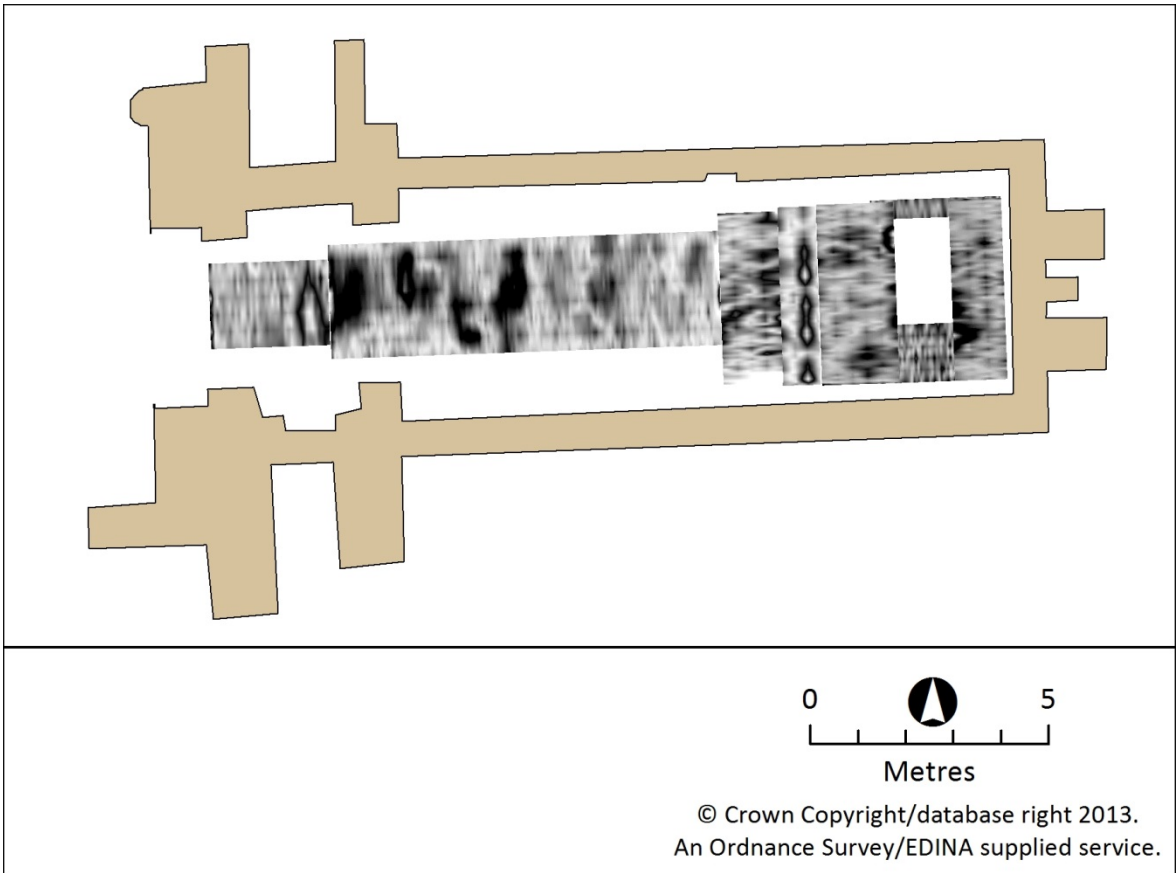 0 5
Metres
© Crown Copyright/database right 2013.
An Ordnance Survey/EDINA supplied service.